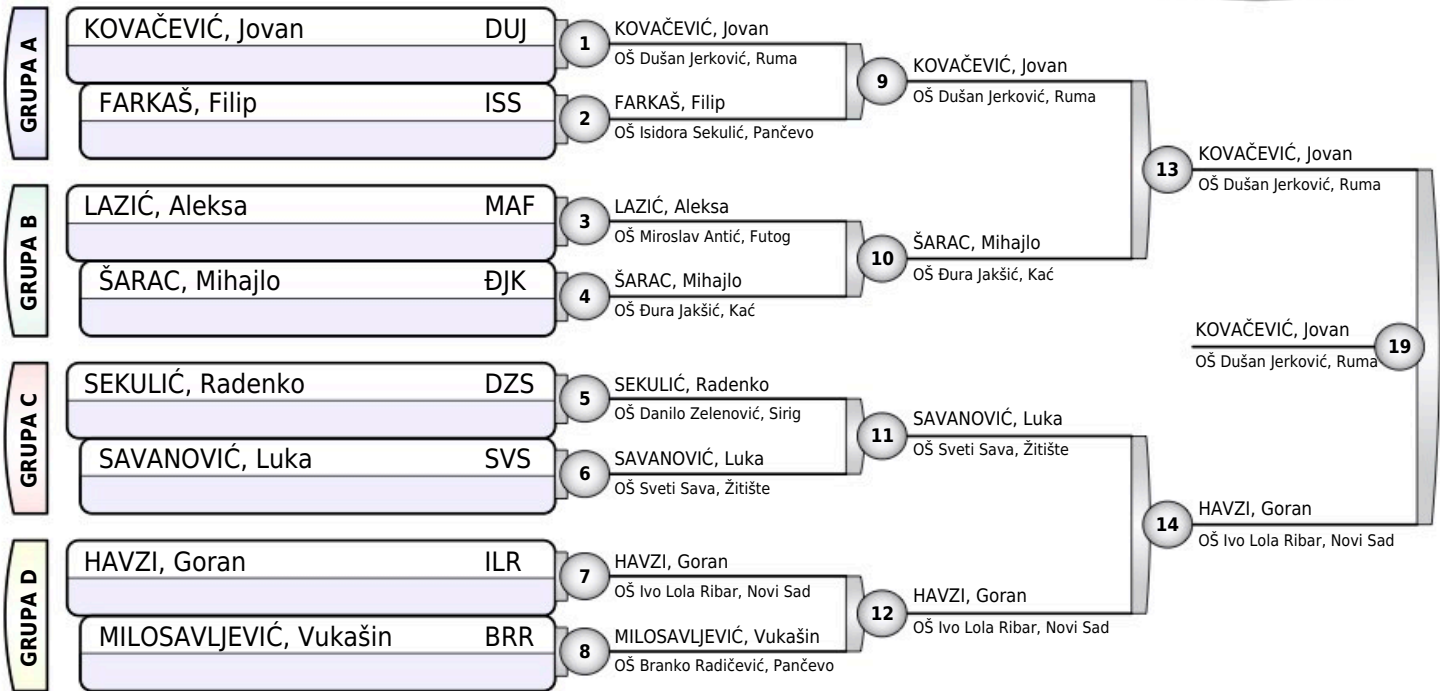 GRUPA A
KOVAČEVIĆ, Jovan DUJ
FARKAŠ, Filip ISS
GRUPA B
LAZIĆ, Aleksa MAF
ŠARAC, Mihajlo ĐJK
GRUPA C
SEKULIĆ, Radenko DZS
SAVANOVIĆ, Luka SVS
GRUPA D
HAVZI, Goran ILR
MILOSAVLJEVIĆ, Vukašin BRR
1
KOVAČEVIĆ, Jovan
OŠ Dušan Jerković, Ruma
2
FARKAŠ, Filip
OŠ Isidora Sekulić, Pančevo
3
LAZIĆ, Aleksa
OŠ Miroslav Antić, Futog
4
ŠARAC, Mihajlo
OŠ Đura Jakšić, Kać
5
SEKULIĆ, Radenko
OŠ Danilo Zelenović, Sirig
6
SAVANOVIĆ, Luka
OŠ Sveti Sava, Žitište
7
HAVZI, Goran
OŠ Ivo Lola Ribar, Novi Sad
8
MILOSAVLJEVIĆ, Vukašin
OŠ Branko Radičević, Pančevo
9
KOVAČEVIĆ, Jovan
OŠ Dušan Jerković, Ruma
10
ŠARAC, Mihajlo
OŠ Đura Jakšić, Kać
11
SAVANOVIĆ, Luka
OŠ Sveti Sava, Žitište
12
HAVZI, Goran
OŠ Ivo Lola Ribar, Novi Sad
13
KOVAČEVIĆ, Jovan
OŠ Dušan Jerković, Ruma
14
HAVZI, Goran
OŠ Ivo Lola Ribar, Novi Sad
KOVAČEVIĆ, Jovan
OŠ Dušan Jerković, Ruma
19